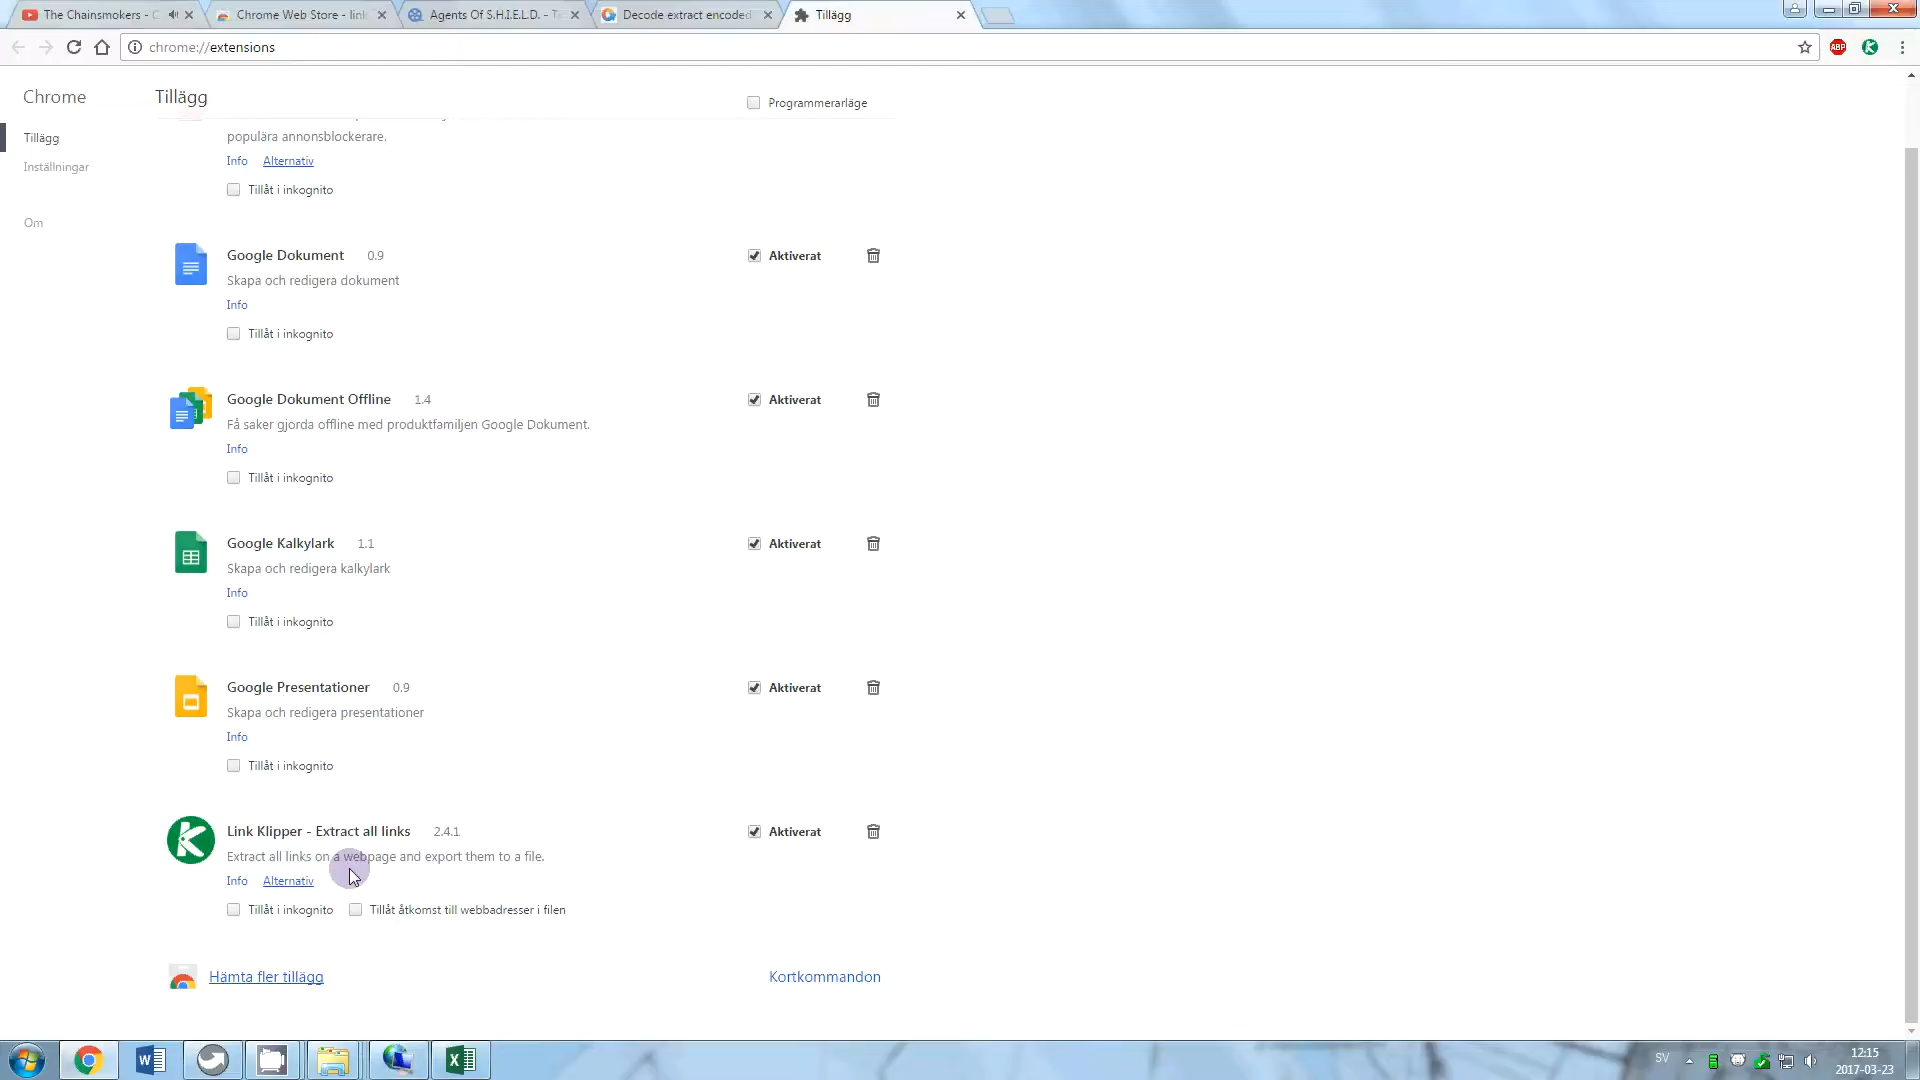 The Chainsmokers - C
Chrome Web Store - link
Agents Of S.H.I.E.L.D. - T
Decode extract encoded
Tillägg
chrome://extensions
ABP
Chrome
Tillägg
Programmerarläge
Tillägg
Inställningar
Om
populära annonsblockerare.
Info Alternativ
Tillåt i inkognito
Google Dokument 0.9
Aktiverat
Skapa och redigera dokument
Info
Tillåt i inkognito
Google Dokument Offline 1.4
Aktiverat
Få saker gjorda offline med produktfamiljen Google Dokument.
Info
Tillåt i inkognito
Google Kalkylark 1.1
Aktiverat
Skapa och redigera kalkylark
Info
Tillåt i inkognito
Google Presentationer 0.9
Aktiverat
Skapa och redigera presentationer
Info
Tillåt i inkognito
Link Klipper - Extract all links 2.4.1
Aktiverat
Extract all links on a webpage and export them to a file.
Info Alternativ
Tillåt i inkognito Tillåt åtkomst till webbadresser i filen
Hämta fler tillägg
Kortkommandon
SV
12:15
2017-03-23